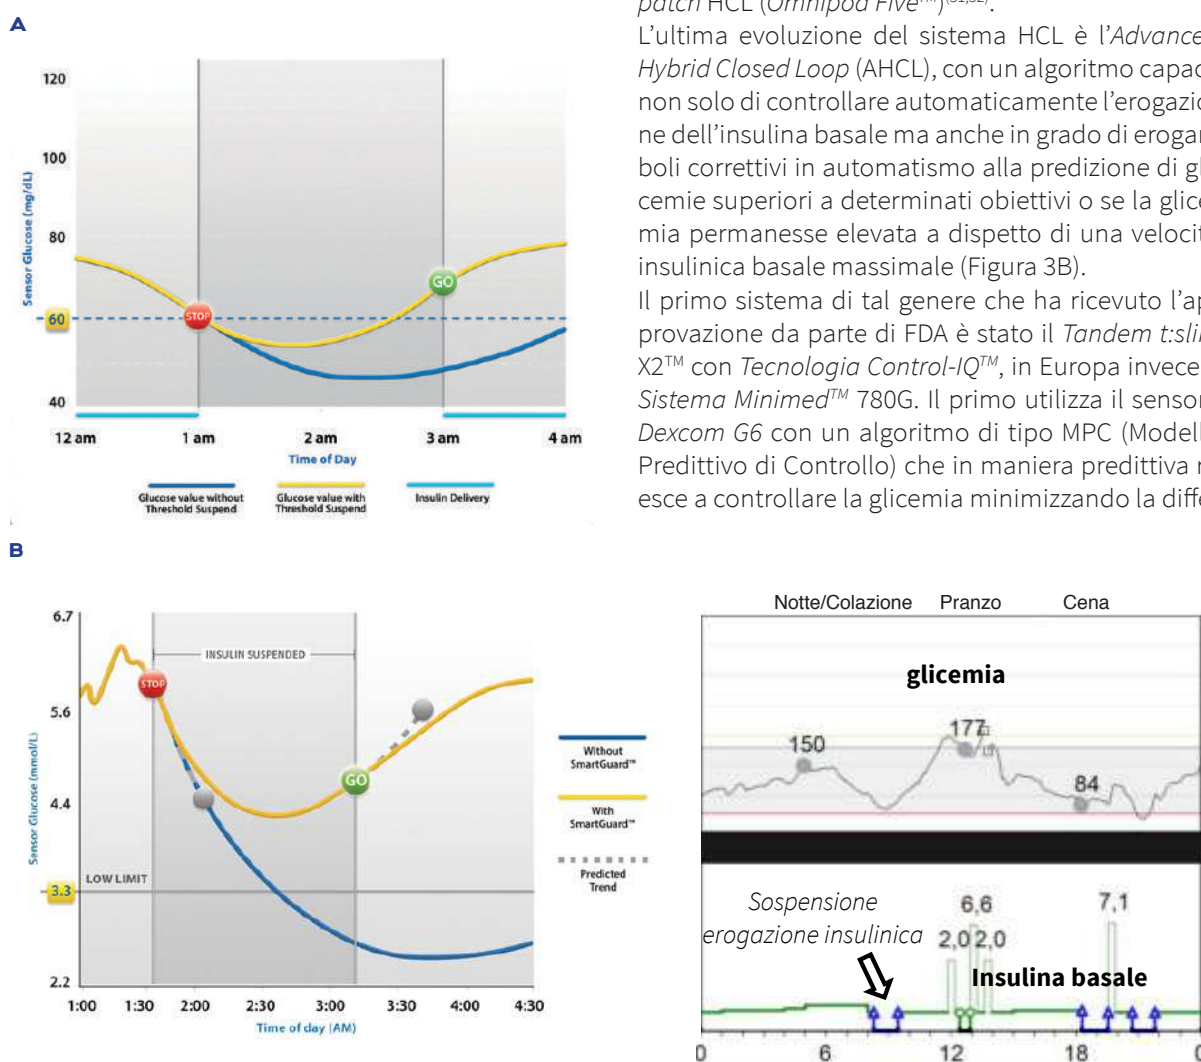 patch HCL (Omnipod Five™)(31,32).
L'ultima evoluzione del sistema HCL è l'Advance
Hybrid Closed Loop (AHCL), con un algoritmo capac
non solo di controllare automaticamente l'erogazio
ne dell'insulina basale ma anche in grado di erogar
boli correttivi in automatismo alla predizione di gl
cemie superiori a determinati obiettivi o se la glice
mia permanesse elevata a dispetto di una velocit
insulinica basale massimale (Figura 3B).
Il primo sistema di tal genere che ha ricevuto l'ap
provazione da parte di FDA è stato il Tandem t:sli
X2™ con Tecnologia Control-IQ™, in Europa invece
Sistema Minimed™ 780G. Il primo utilizza il sensor
Dexcom G6 con un algoritmo di tipo MPC (Modell
Predittivo di Controllo) che in maniera predittiva r
esce a controllare la glicemia minimizzando la diffe
A
Sensor Glucose (mg/dL)
120
100
80
60
40
STOP
GO
12 am 1 am 2 am 3 am 4 am
Time of Day
Glucose value without
Threshold Suspend
Glucose value with
Threshold Suspend
Insulin Delivery
B
Sensor Glucose (mmol/L)
6.7
5.6
4.4
3.3
2.2
INSULIN SUSPENDED
STOP
GO
LOW LIMIT
1:00 1:30 2:00 2:30 3:00 3:30 4:00 4:30
Time of day (AM)
Without
SmartGuard™
With
SmartGuard™
Predicted
Trend
Notte/Colazione Pranzo Cena
glicemia
150
177
84
Sospensione
erogazione insulinica
6,6
2,0 2,0
7,1
Insulina basale
0 6 12 18 0